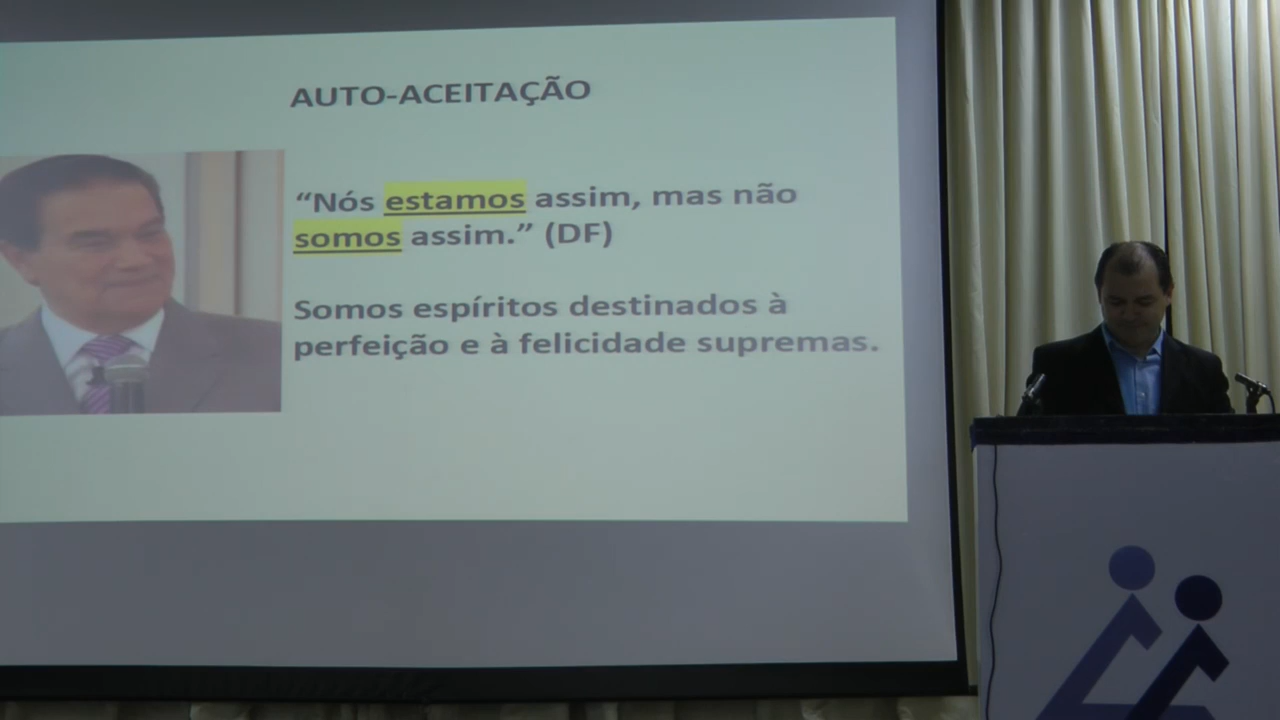 AUTO-ACEITAÇÃO
“Nós estamos assim, mas não
somos assim.” (DF)
Somos espíritos destinados à
perfeição e à felicidade supremas.